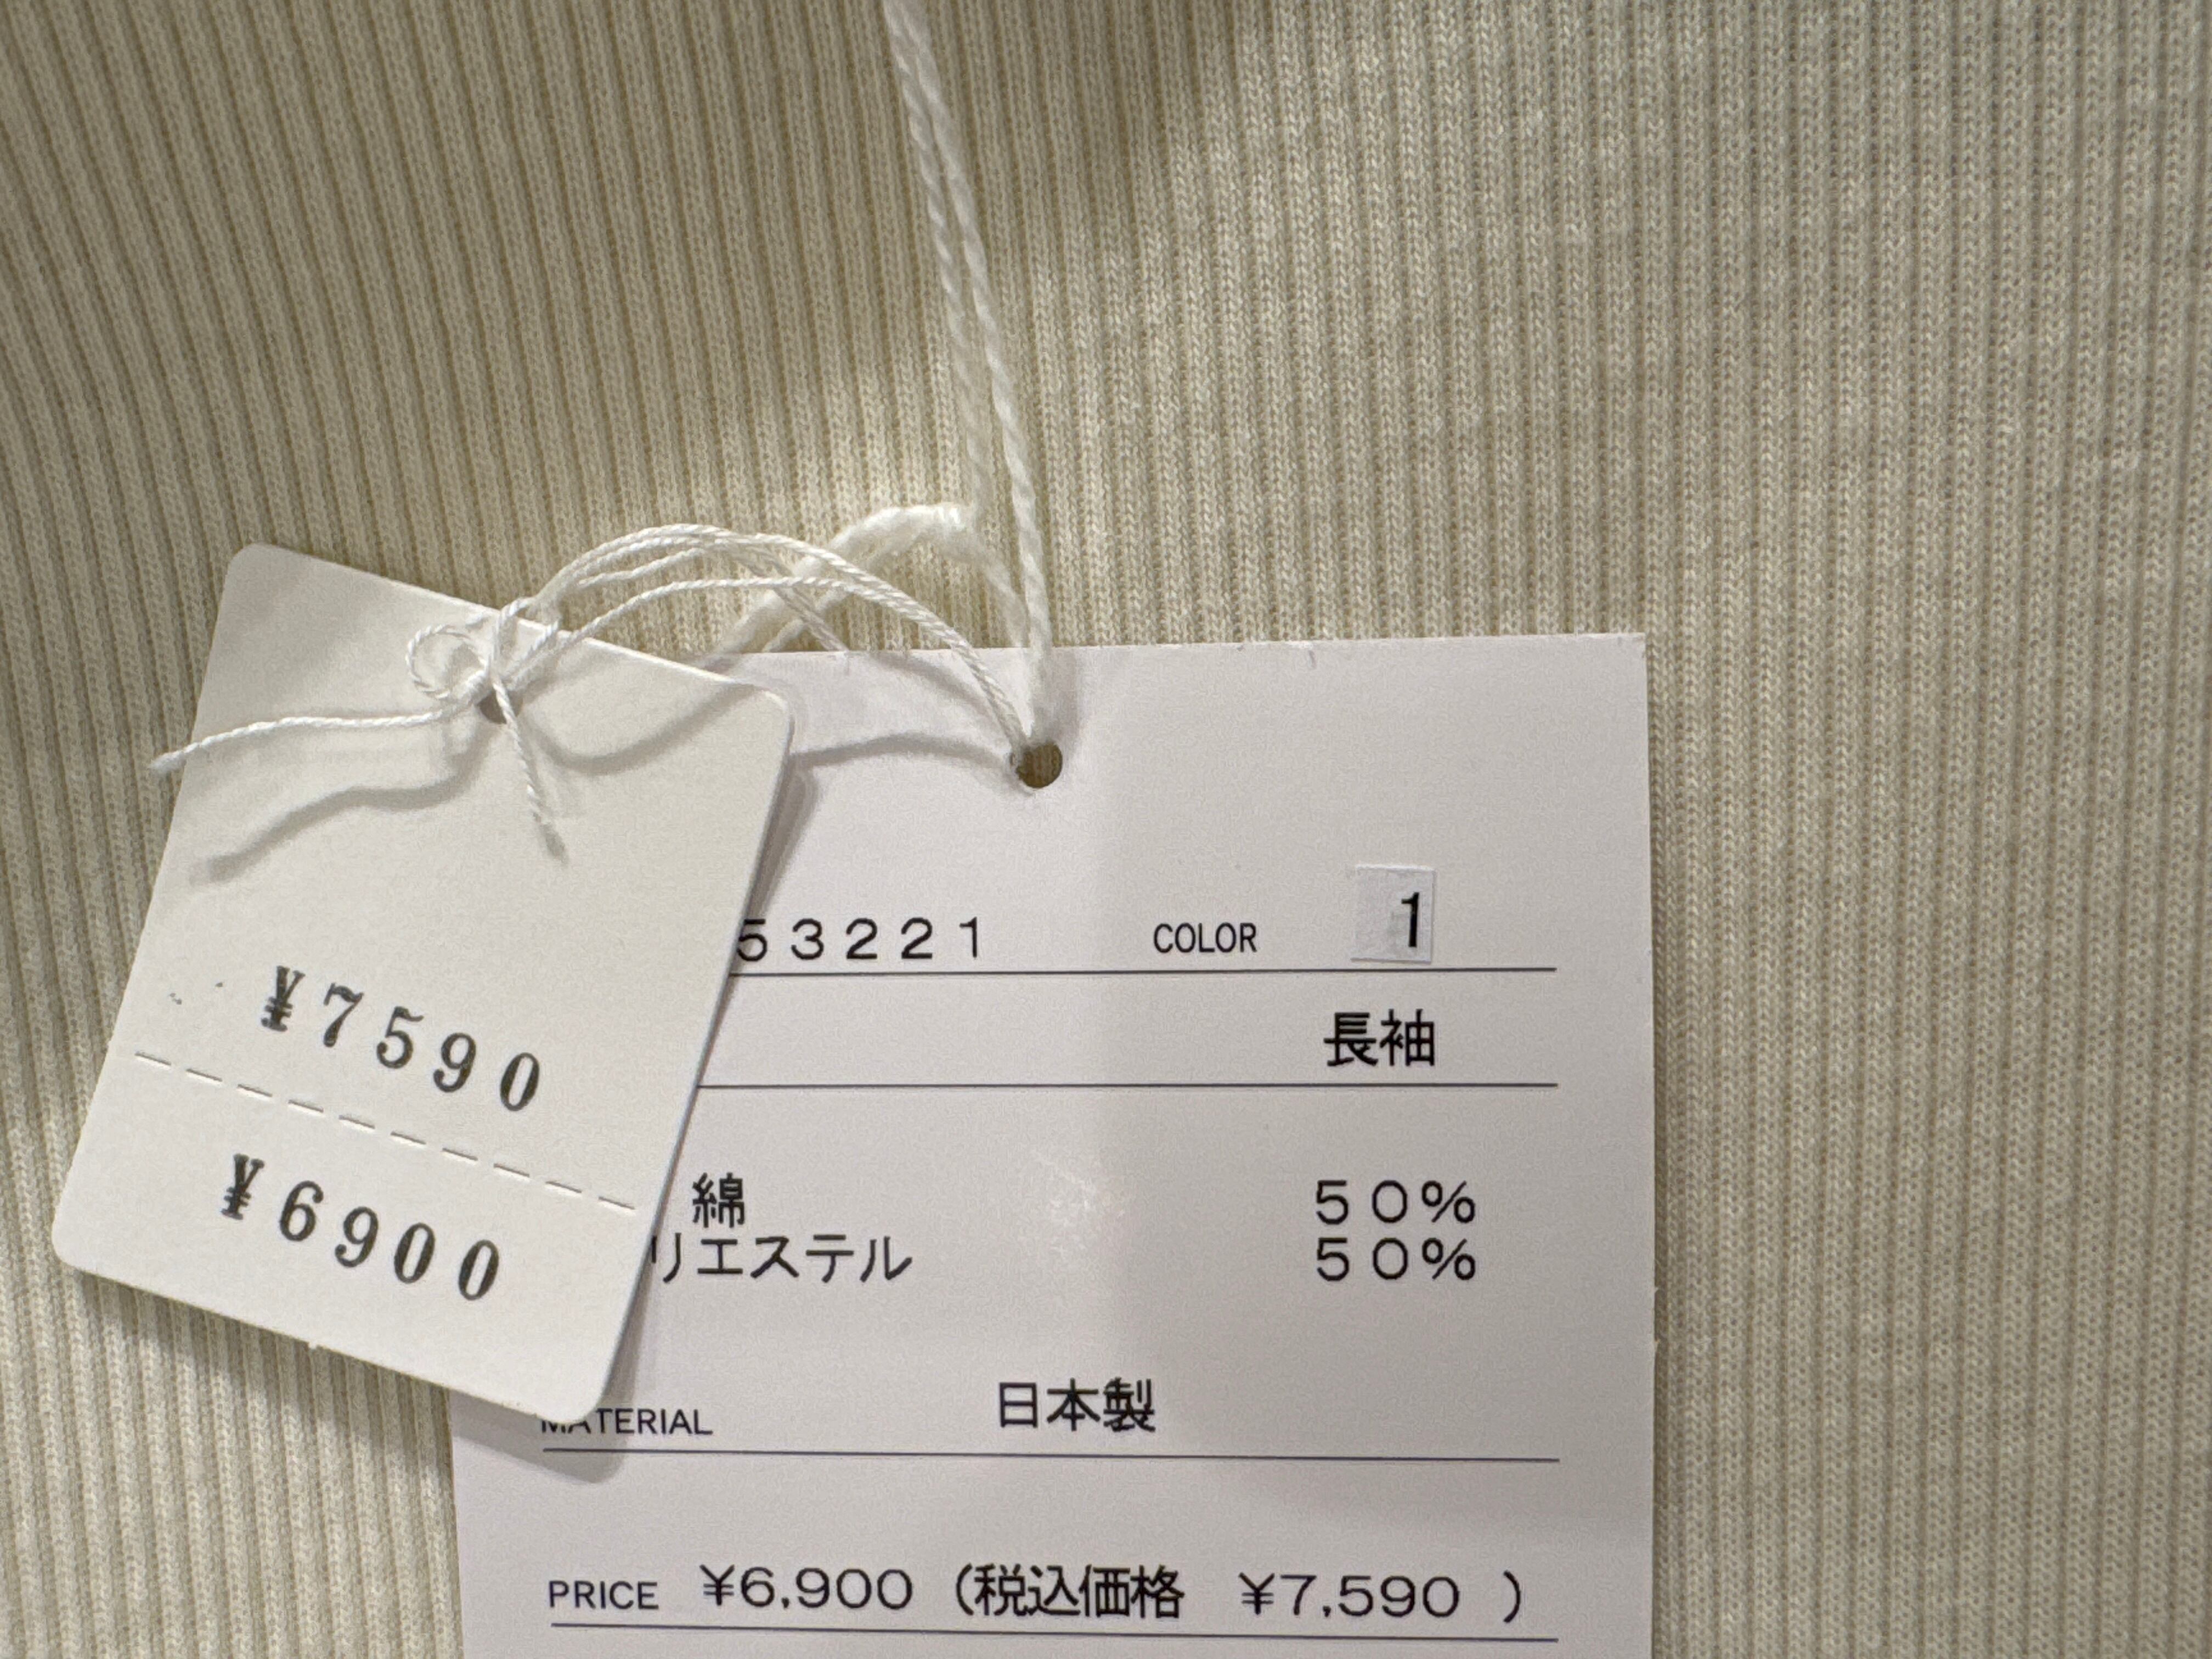 ¥7590
¥6900
53221 COLOR 1
長袖
綿 50%
リエステル 50%
MATERIAL 日本製
PRICE ¥6,900 (税込価格 ¥7,590 )